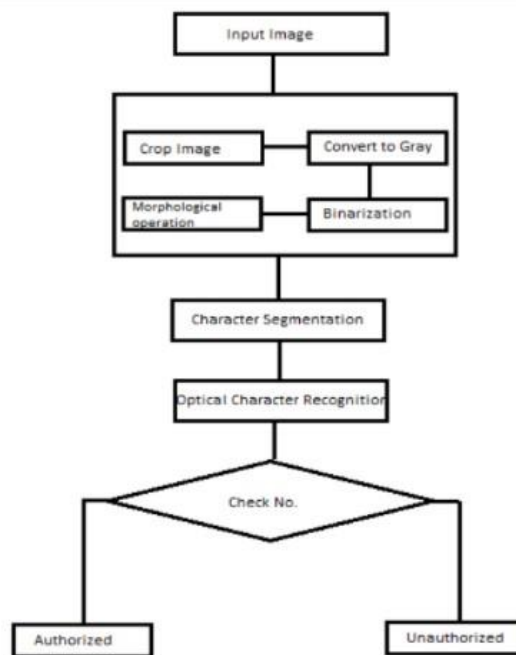 Input Image
Crop Image
Convert to Gray
Morphological
operation
Binarization
Character Segmentation
Optical Character Recognition
Check No.
Authorized
Unauthorized